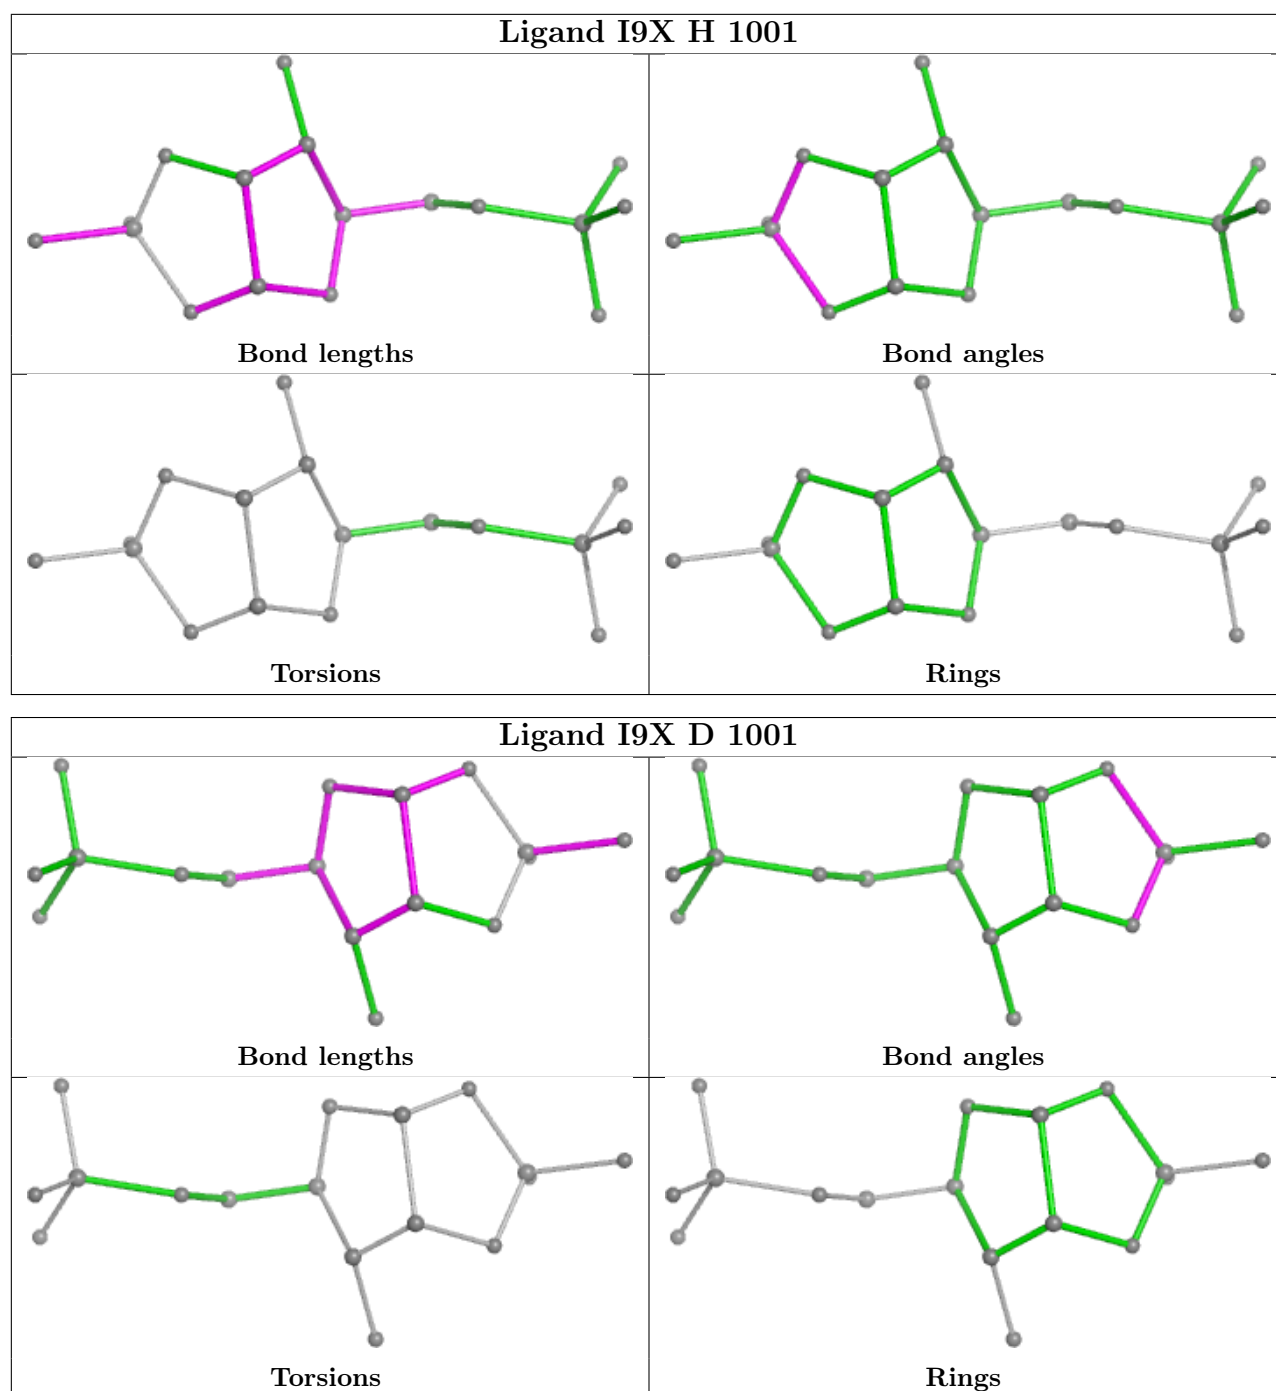 Ligand I9X H 1001
Bond lengths
Bond angles
Torsions
Rings
Ligand I9X D 1001
Bond lengths
Bond angles
Torsions
Rings